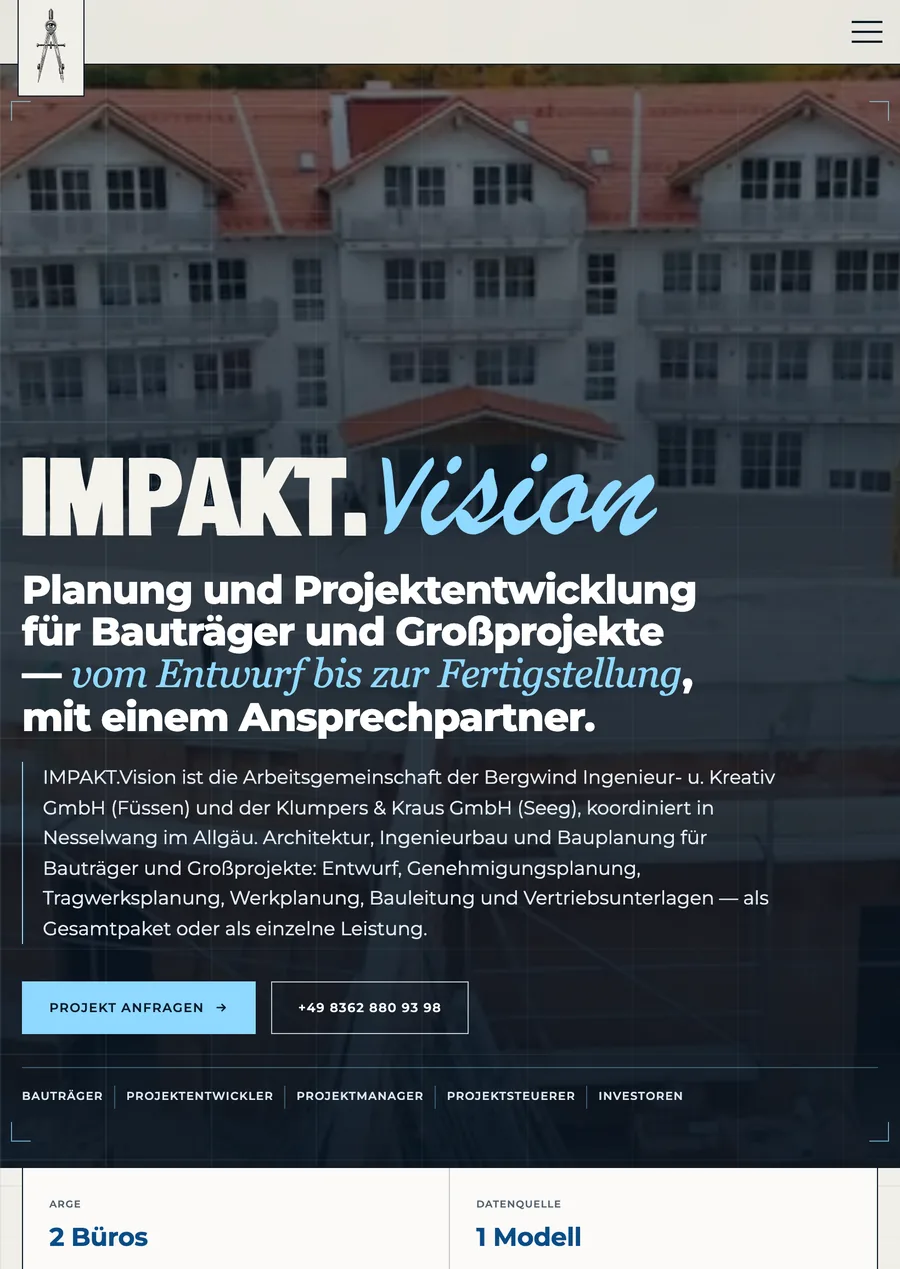 IMPAKT.Vision
Planung und Projektentwicklung
für Bauträger und Großprojekte
— vom Entwurf bis zur Fertigstellung,
mit einem Ansprechpartner.
IMPAKT.Vision ist die Arbeitsgemeinschaft der Bergwind Ingenieur- u. Kreativ
GmbH (Füssen) und der Klumpers & Kraus GmbH (Seeg), koordiniert in
Nesselwang im Allgäu. Architektur, Ingenieurbau und Bauplanung für
Bauträger und Großprojekte: Entwurf, Genehmigungsplanung,
Tragwerksplanung, Werkplanung, Bauleitung und Vertriebsunterlagen — als
Gesamtpaket oder als einzelne Leistung.
PROJEKT ANFRAGEN →
+49 8362 880 93 98
BAUTRÄGER PROJEKTENTWICKLER PROJEKTMANAGER PROJEKTSTEUERER INVESTOREN
ARGE
2 Büros
DATENQUELLE
1 Modell